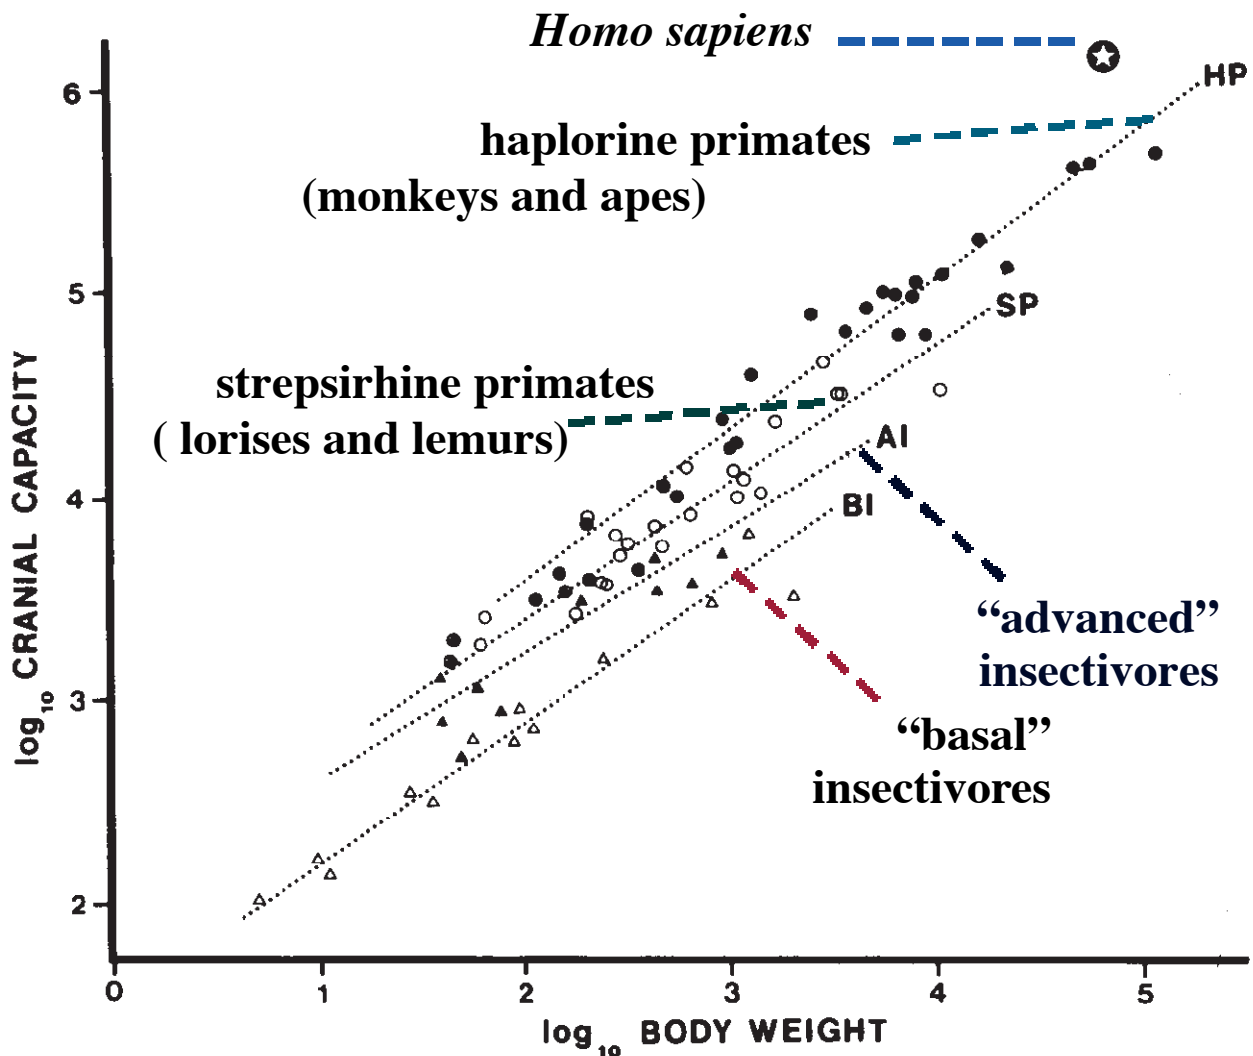 Homo sapiens
HP
6
haplorine primates
(monkeys and apes)
5
SP
strepsirhine primates
( lorises and lemurs)
AI
4
BI
“advanced”
insectivores
3
“basal”
insectivores
2
log10 CRANIAL CAPACITY
0 1 2 3 4 5
log10 BODY WEIGHT